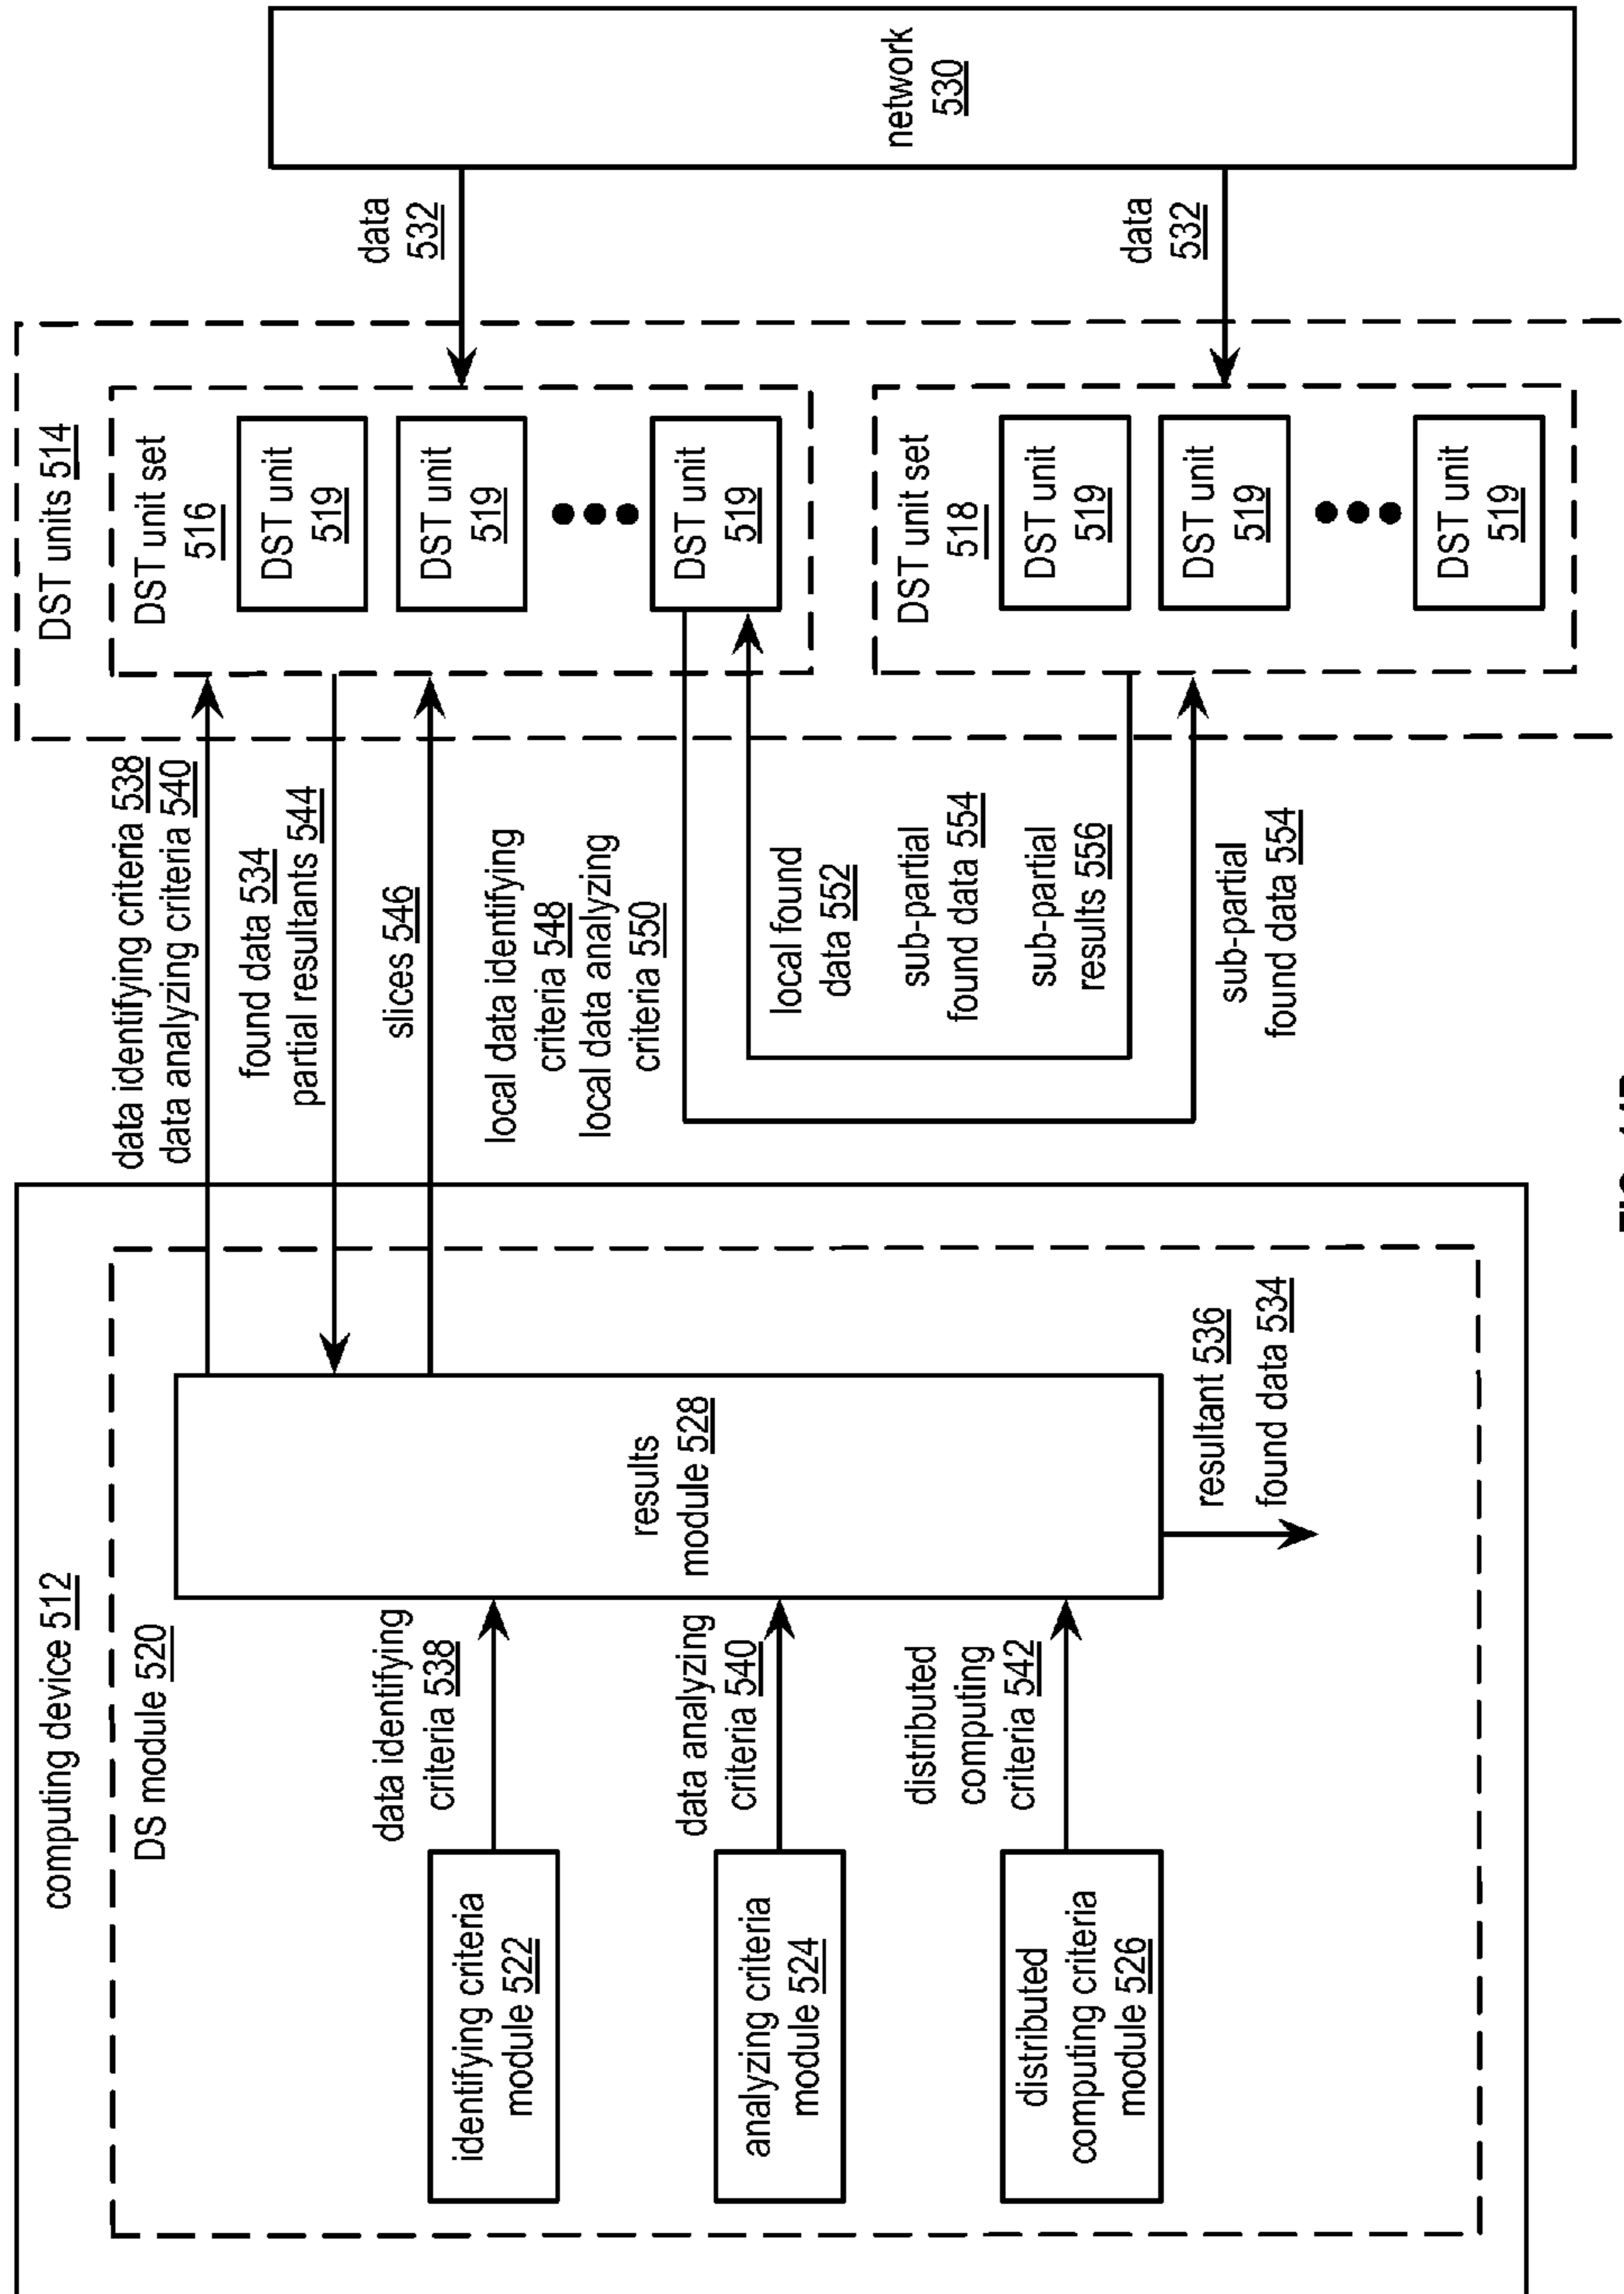 computing device 512
DS module 520
identifying criteria
module 522
data identifying
criteria 538
analyzing criteria
module 524
data analyzing
criteria 540
distributed
computing criteria
module 526
distributed
computing
criteria 542
results
module 528
resultant 536
found data 534
data identifying criteria 538
data analyzing criteria 540
found data 534
partial resultants 544
slices 546
local data identifying
criteria 548
local data analyzing
criteria 550
local found
data 552
sub-partial
found data 554
sub-partial
results 556
sub-partial
found data 554
DST units 514
DST unit set
516
DST unit
519
DST unit
519
DST unit
519
DST unit set
518
DST unit
519
DST unit
519
DST unit
519
data
532
data
532
network
530